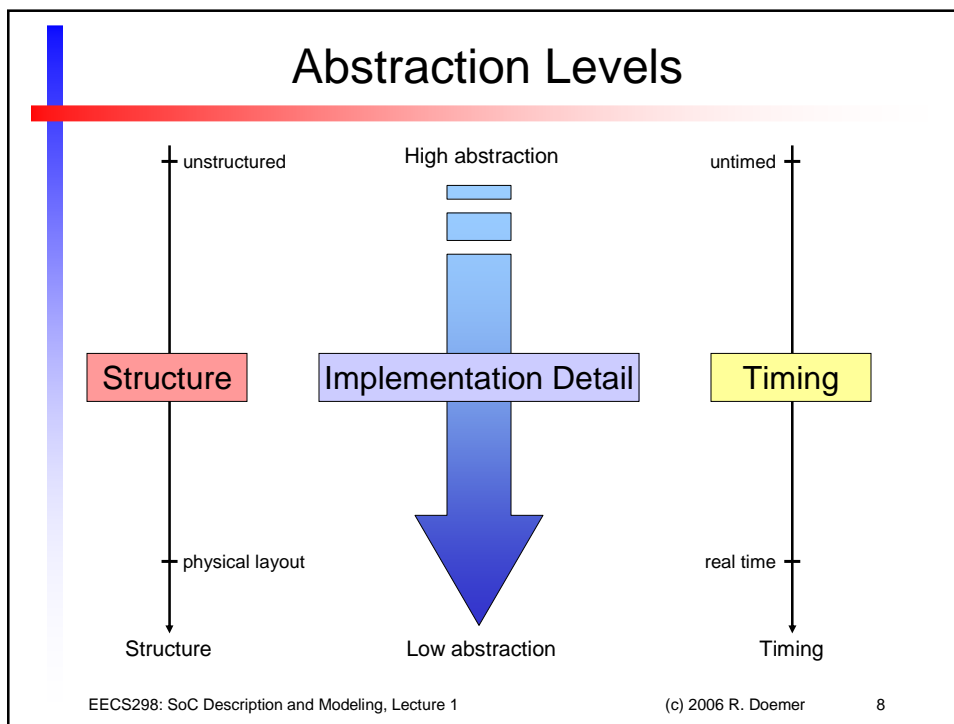 Abstraction Levels
unstructured
High abstraction
untimed
Structure
Implementation Detail
Timing
physical layout
real time
Structure
Low abstraction
Timing
EECS298: SoC Description and Modeling, Lecture 1
(c) 2006 R. Doemer
8